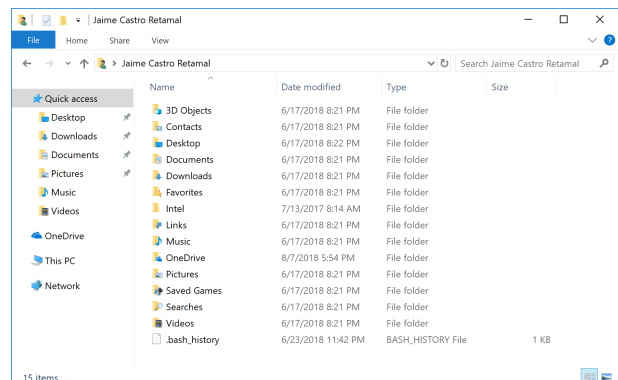 Jaime Castro Retamal
File Home Share View
Jaime Castro Retamal Search Jaime Castro Retamal
Name Date modified Type Size
Quick access
Desktop
Downloads
Documents
Pictures
Music
Videos
OneDrive
This PC
Network
3D Objects 6/17/2018 8:21 PM File folder
Contacts 6/17/2018 8:21 PM File folder
Desktop 6/17/2018 8:22 PM File folder
Documents 6/17/2018 8:21 PM File folder
Downloads 6/17/2018 8:21 PM File folder
Favorites 6/17/2018 8:21 PM File folder
Intel 7/13/2017 8:14 AM File folder
Links 6/17/2018 8:21 PM File folder
Music 6/17/2018 8:21 PM File folder
OneDrive 8/7/2018 5:54 PM File folder
Pictures 6/17/2018 8:21 PM File folder
Saved Games 6/17/2018 8:21 PM File folder
Searches 6/17/2018 8:21 PM File folder
Videos 6/17/2018 8:21 PM File folder
.bash_history 6/23/2018 11:42 PM BASH_HISTORY File 1 KB
15 items